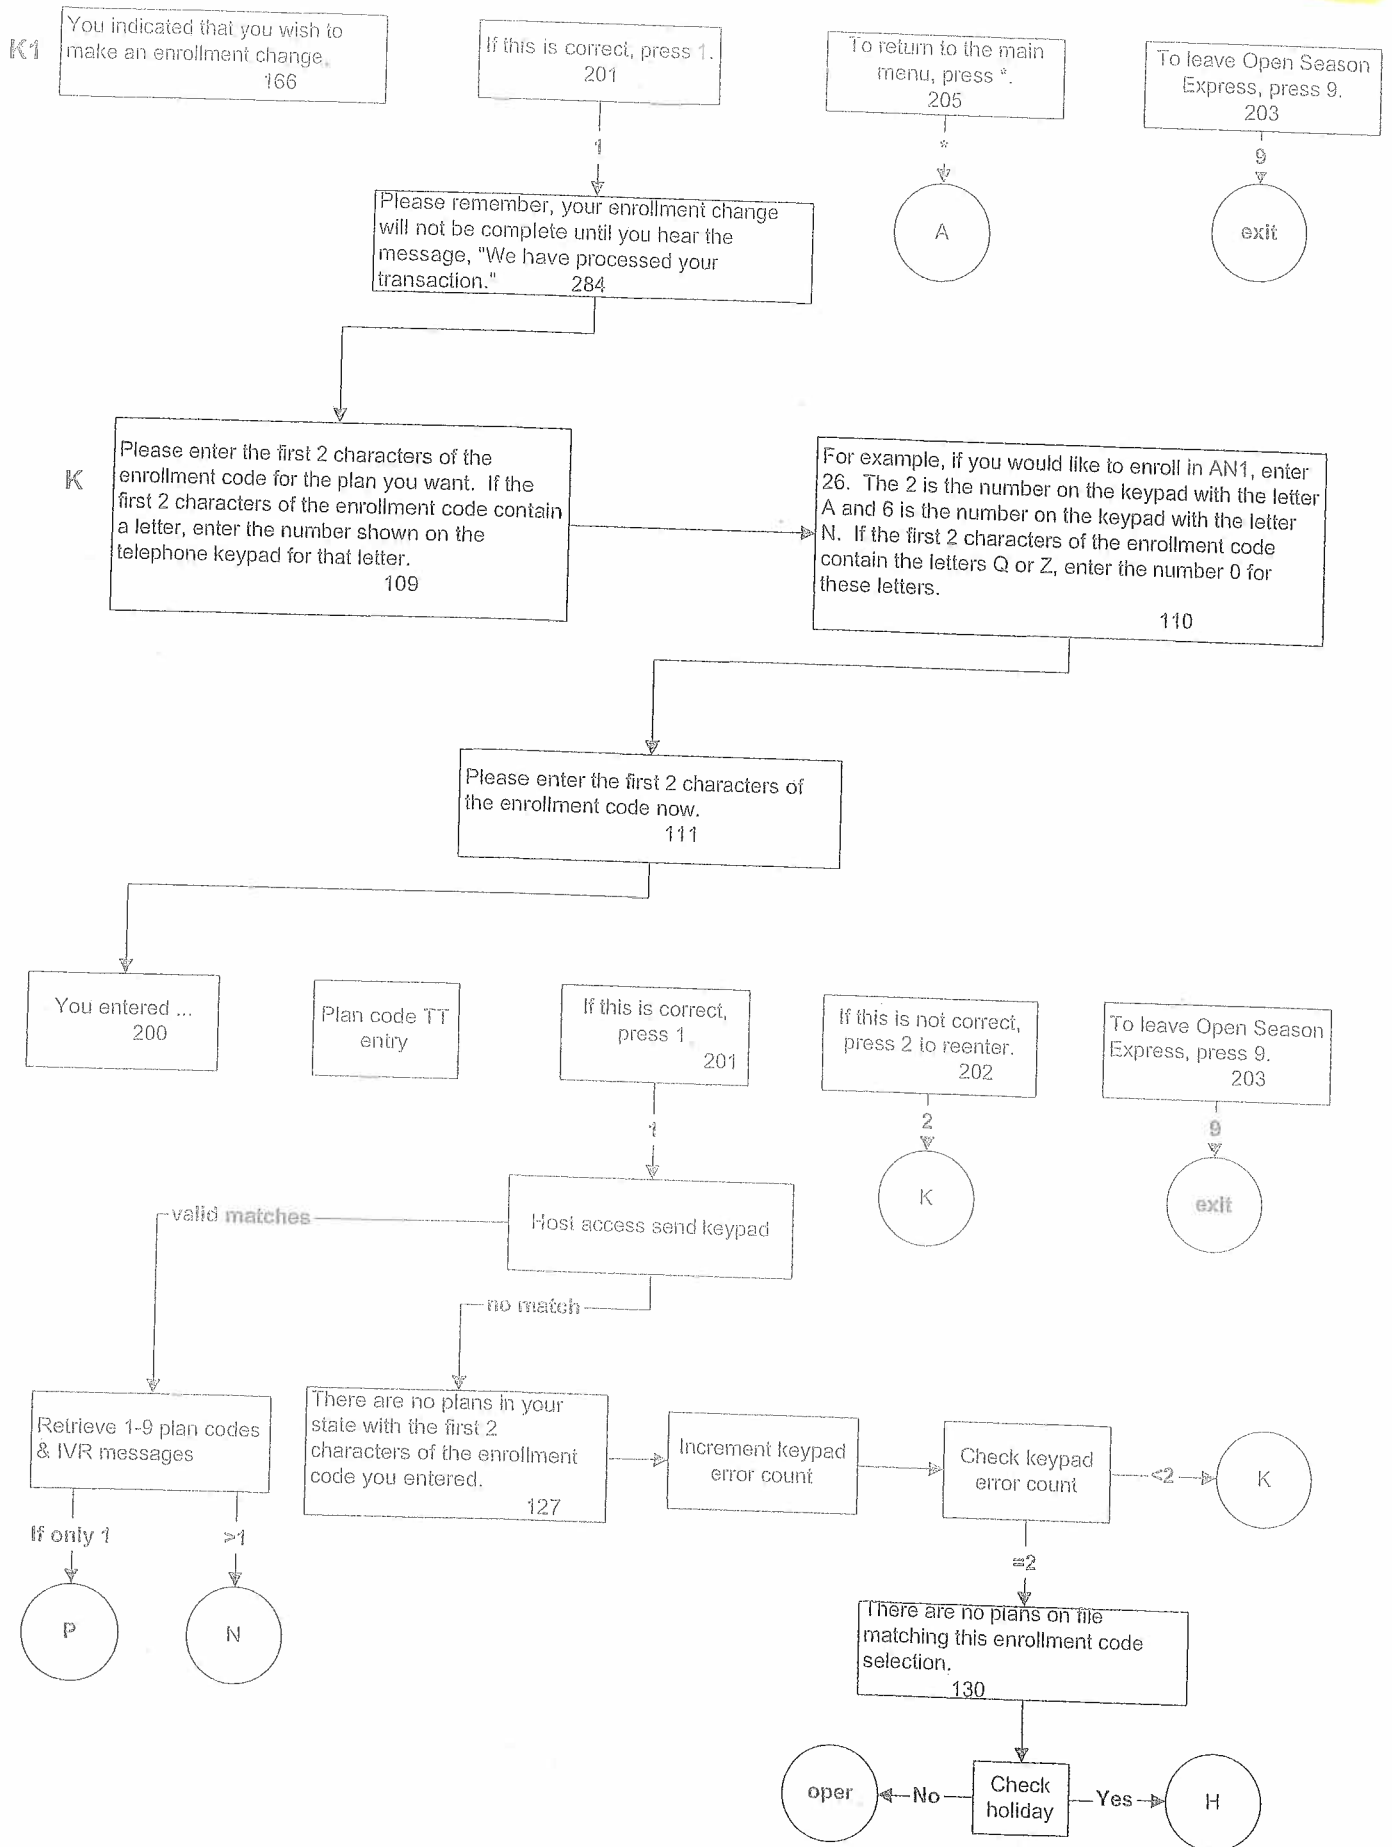 K1
You indicated that you wish to
make an enrollment change.
166
If this is correct, press 1.
201
To return to the main
menu, press *.
205
To leave Open Season
Express, press 9.
203
1
*
9
Please remember, your enrollment change
will not be complete until you hear the
message, "We have processed your
transaction."
284
A
exit
K
Please enter the first 2 characters of the
enrollment code for the plan you want. If the
first 2 characters of the enrollment code contain
a letter, enter the number shown on the
telephone keypad for that letter.
109
For example, if you would like to enroll in AN1, enter
26. The 2 is the number on the keypad with the letter
A and 6 is the number on the keypad with the letter
N. If the first 2 characters of the enrollment code
contain the letters Q or Z, enter the number 0 for
these letters.
110
Please enter the first 2 characters of
the enrollment code now.
111
You entered ...
200
Plan code TT
entry
If this is correct,
press 1.
201
If this is not correct,
press 2 to reenter.
202
To leave Open Season
Express, press 9.
203
1
2
9
K
exit
Host access send keypad
valid matches
no match
Retrieve 1-9 plan codes
& IVR messages
There are no plans in your
state with the first 2
characters of the enrollment
code you entered.
127
Increment keypad
error count
Check keypad
error count
<2
K
If only 1
>1
=2
P
N
There are no plans on file
matching this enrollment code
selection.
130
oper
No
Check
holiday
Yes
H